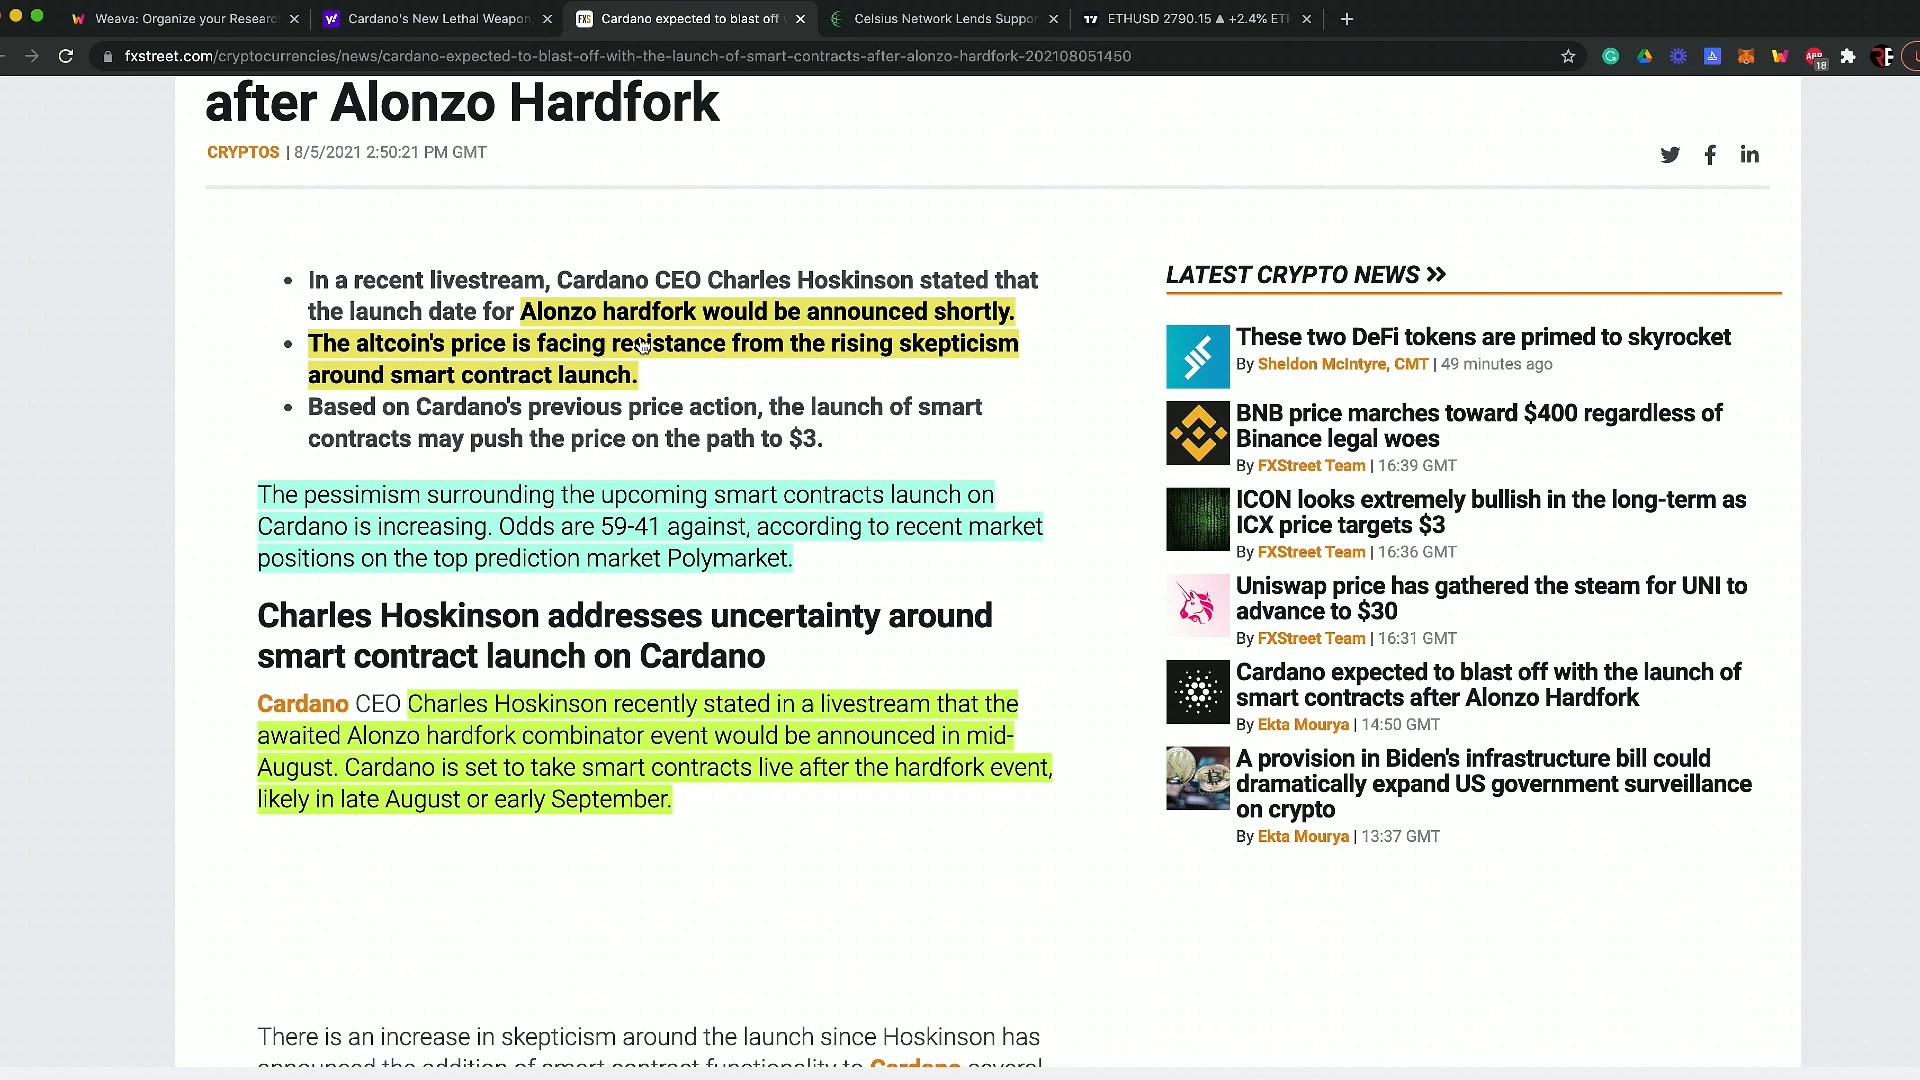 Weava: Organize your Resear
Cardano's New Lethal Weapon
FXS
Cardano expected to blast off
Celsius Network Lends Suppor
ETHUSD 2790.15 ▲ +2.4% ET
fxstreet.com/cryptocurrencies/news/cardano-expected-to-blast-off-with-the-launch-of-smart-contracts-after-alonzo-hardfork-202108051450
ABP
18
after Alonzo Hardfork
CRYPTOS | 8/5/2021 2:50:21 PM GMT
• In a recent livestream, Cardano CEO Charles Hoskinson stated that
the launch date for Alonzo hardfork would be announced shortly.
• The altcoin's price is facing resistance from the rising skepticism
around smart contract launch.
• Based on Cardano's previous price action, the launch of smart
contracts may push the price on the path to $3.
The pessimism surrounding the upcoming smart contracts launch on
Cardano is increasing. Odds are 59-41 against, according to recent market
positions on the top prediction market Polymarket.
Charles Hoskinson addresses uncertainty around
smart contract launch on Cardano
Cardano CEO Charles Hoskinson recently stated in a livestream that the
awaited Alonzo hardfork combinator event would be announced in mid-
August. Cardano is set to take smart contracts live after the hardfork event,
likely in late August or early September.
There is an increase in skepticism around the launch since Hoskinson has
announced the addition of smart contract functionality to Cardano several
LATEST CRYPTO NEWS »
These two DeFi tokens are primed to skyrocket
By Sheldon McIntyre, CMT | 49 minutes ago
BNB price marches toward $400 regardless of
Binance legal woes
By FXStreet Team | 16:39 GMT
ICON looks extremely bullish in the long-term as
ICX price targets $3
By FXStreet Team | 16:36 GMT
Uniswap price has gathered the steam for UNI to
advance to $30
By FXStreet Team | 16:31 GMT
Cardano expected to blast off with the launch of
smart contracts after Alonzo Hardfork
By Ekta Mourya | 14:50 GMT
A provision in Biden's infrastructure bill could
dramatically expand US government surveillance
on crypto
By Ekta Mourya | 13:37 GMT